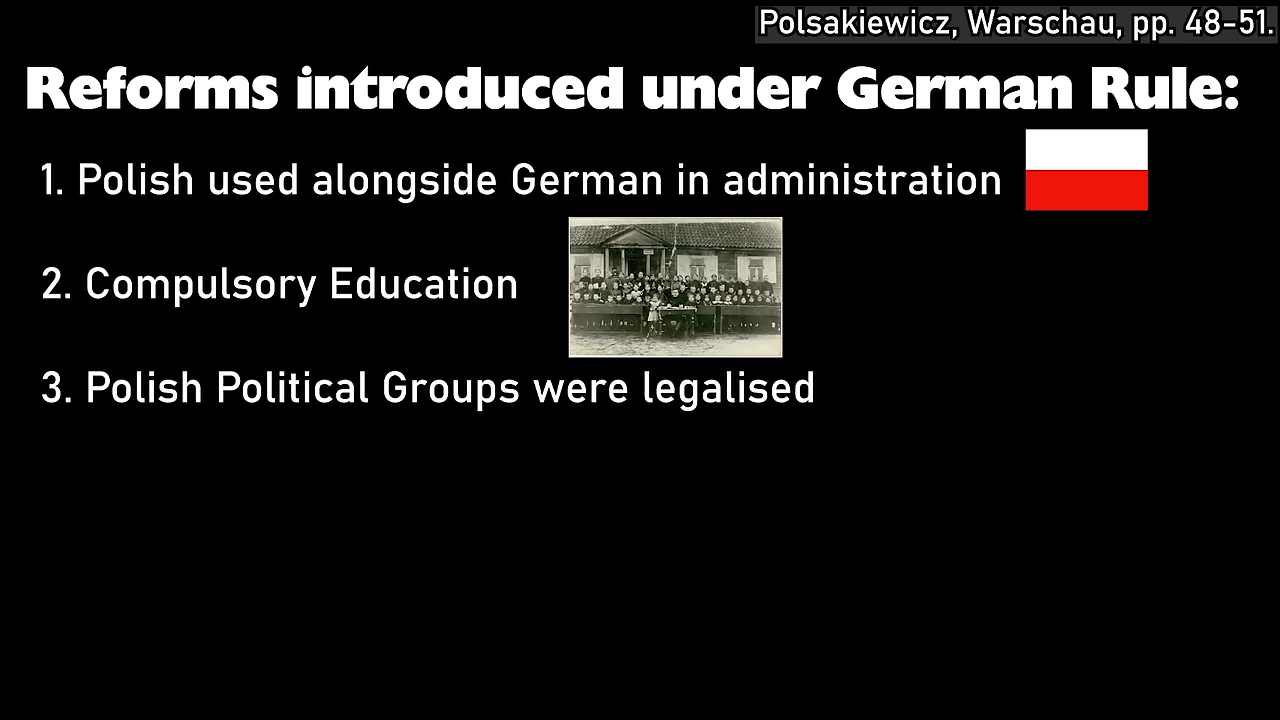 Polsakiewicz, Warschau, pp. 48-51.
Reforms introduced under German Rule:
1. Polish used alongside German in administration
2. Compulsory Education
3. Polish Political Groups were legalised